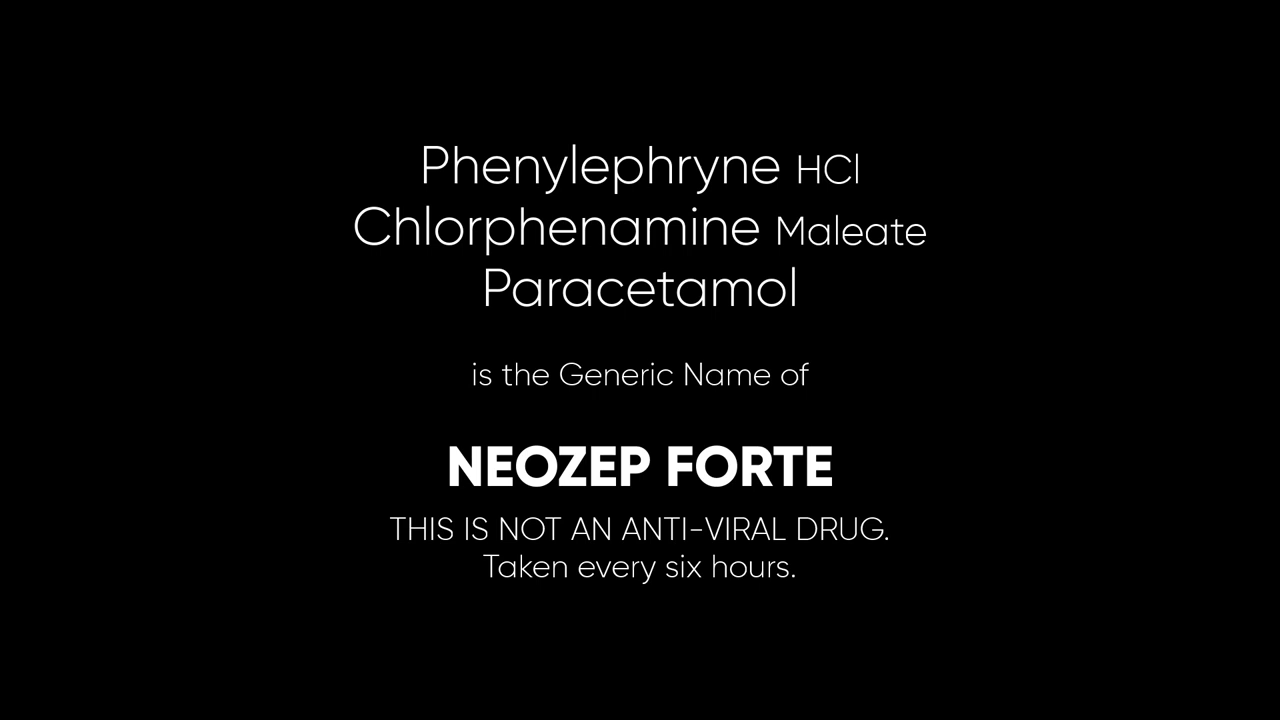 Phenylephryne HCl
Chlorphenamine Maleate
Paracetamol
is the Generic Name of
NEOZEP FORTE
THIS IS NOT AN ANTI-VIRAL DRUG.
Taken every six hours.